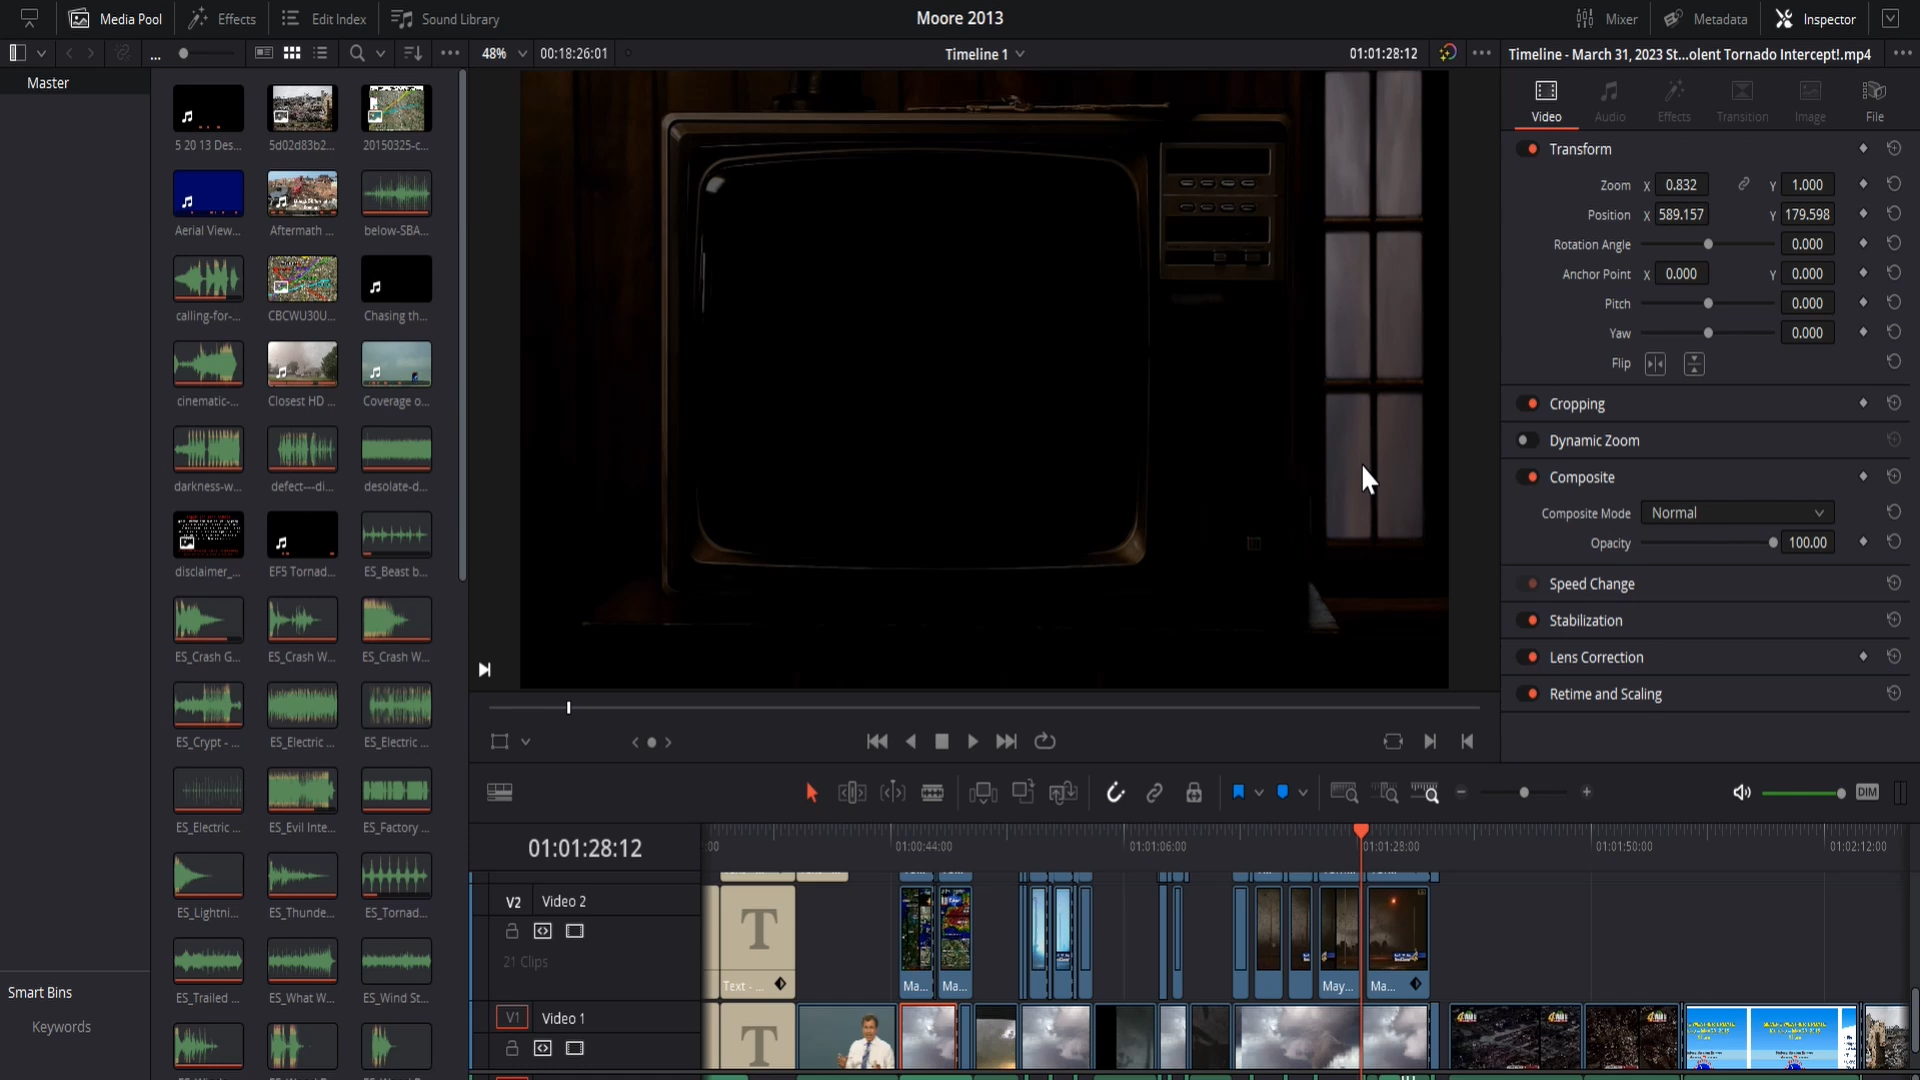 Media Pool
Effects
Edit Index
Sound Library
Moore 2013
Mixer
Metadata
Inspector
48%
00:18:26:01
Timeline 1
01:01:28:12
Timeline - March 31, 2023 St...olent Tornado Intercept!.mp4
Master
5 20 13 Des...
5d02d83b2...
20150325-c...
Aerial View...
Aftermath ...
below-SBA...
calling-for-...
CBCWU30U...
Chasing th...
cinematic-...
Closest HD ...
Coverage o...
darkness-w...
defect---di...
desolate-d...
disclaimer_...
EF5 Tornad...
ES_Beast b...
ES_Crash G...
ES_Crash W...
ES_Crash W...
ES_Crypt - ...
ES_Electric ...
ES_Electric ...
ES_Electric ...
ES_Evil Inte...
ES_Factory ...
ES_Lightni...
ES_Thunde...
ES_Tornad...
ES_Trailed ...
ES_What W...
ES_Wind St...
Smart Bins
Keywords
Video
Audio
Effects
Transition
Image
File
Transform
Zoom X 0.832 Y 1.000
Position X 589.157 Y 179.598
Rotation Angle 0.000
Anchor Point X 0.000 Y 0.000
Pitch 0.000
Yaw 0.000
Flip
Cropping
Dynamic Zoom
Composite
Composite Mode Normal
Opacity 100.00
Speed Change
Stabilization
Lens Correction
Retime and Scaling
DIM
01:01:28:12
:00
01:00:44:00
01:01:06:00
01:01:28:00
01:01:50:00
01:02:12:00
V2 Video 2
21 Clips
T
Text - ...
Ma...
Ma...
May...
Ma...
V1 Video 1
T